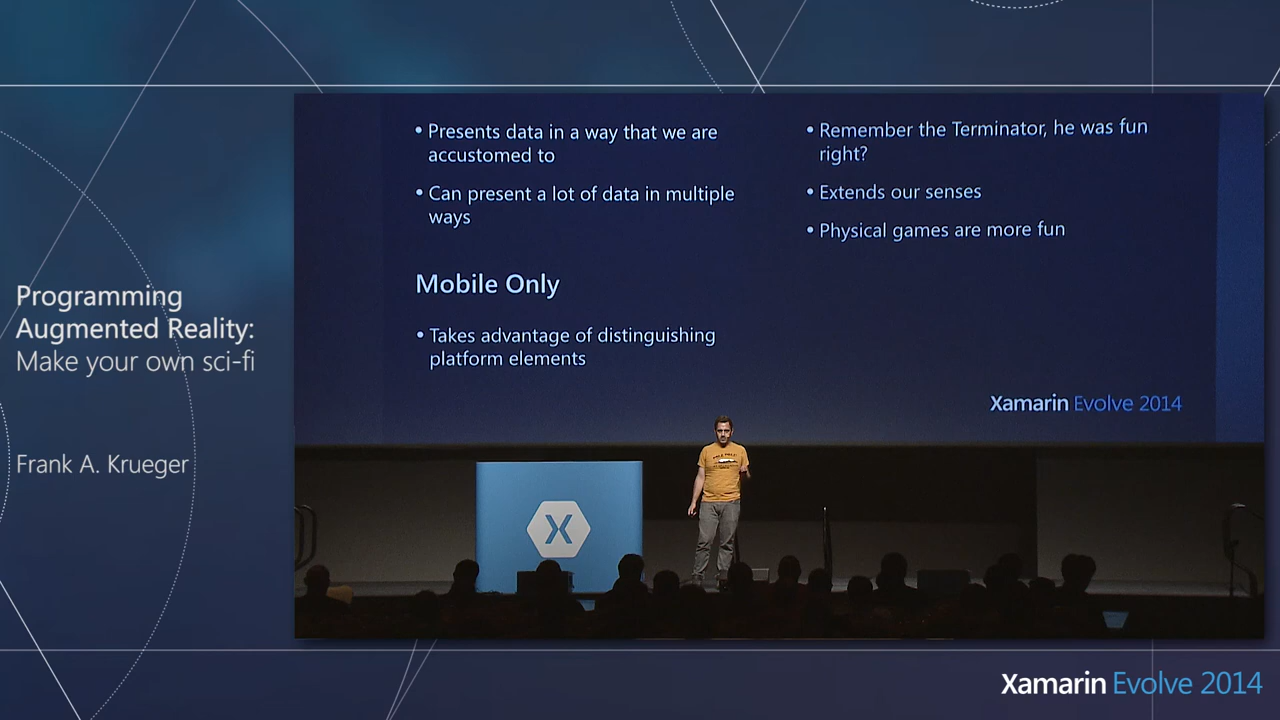 Programming
Augmented Reality:
Make your own sci-fi
Frank A. Krueger
• Presents data in a way that we are
accustomed to
• Can present a lot of data in multiple
ways
Mobile Only
• Takes advantage of distinguishing
platform elements
• Remember the Terminator, he was fun
right?
• Extends our senses
• Physical games are more fun
Xamarin Evolve 2014
X
Xamarin Evolve 2014